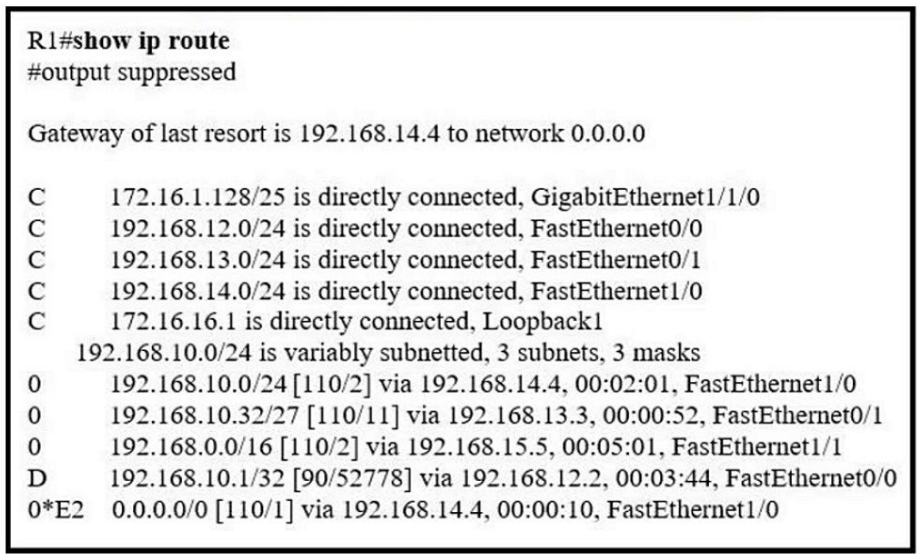 R1#show ip route
#output suppressed
Gateway of last resort is 192.168.14.4 to network 0.0.0.0
C 172.16.1.128/25 is directly connected, GigabitEthernet1/1/0
C 192.168.12.0/24 is directly connected, FastEthernet0/0
C 192.168.13.0/24 is directly connected, FastEthernet0/1
C 192.168.14.0/24 is directly connected, FastEthernet1/0
C 172.16.16.1 is directly connected, Loopback1
192.168.10.0/24 is variably subnetted, 3 subnets, 3 masks
0 192.168.10.0/24 [110/2] via 192.168.14.4, 00:02:01, FastEthernet1/0
0 192.168.10.32/27 [110/11] via 192.168.13.3, 00:00:52, FastEthernet0/1
0 192.168.0.0/16 [110/2] via 192.168.15.5, 00:05:01, FastEthernet1/1
D 192.168.10.1/32 [90/52778] via 192.168.12.2, 00:03:44, FastEthernet0/0
0*E2 0.0.0.0/0 [110/1] via 192.168.14.4, 00:00:10, FastEthernet1/0